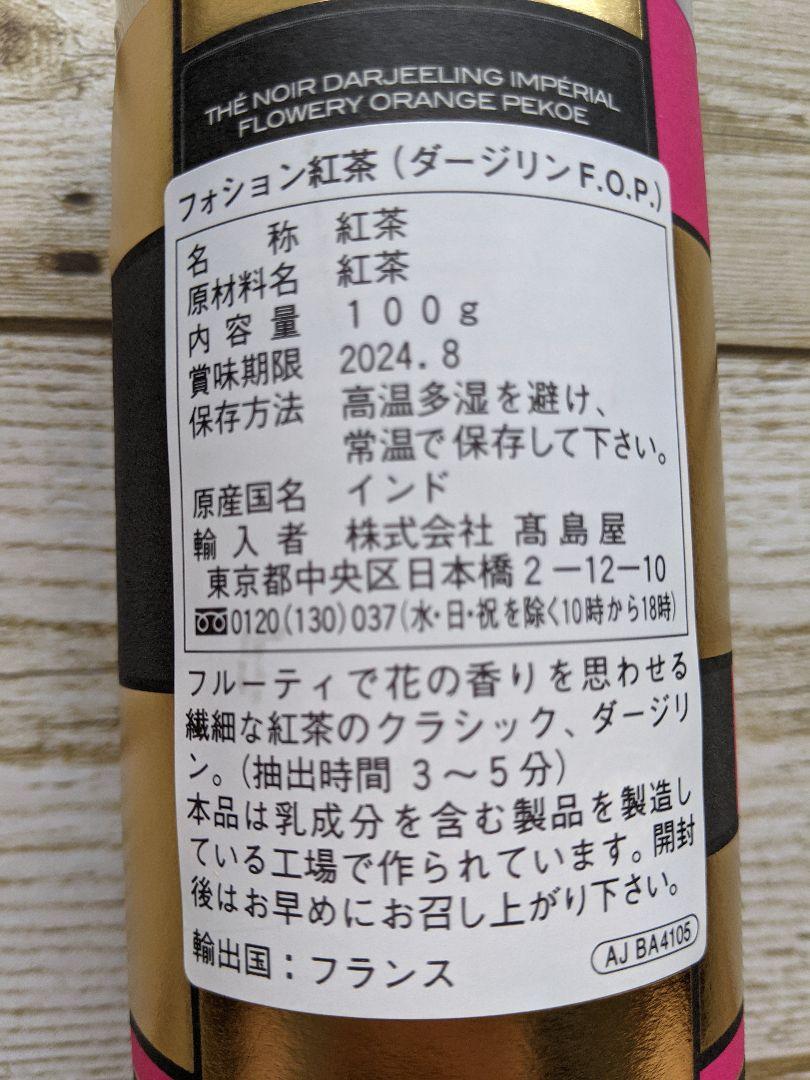 THÉ NOIR DARJEELING IMPÉRIAL
FLOWERY ORANGE PEKOE
フォション紅茶(ダージリンF.O.P.)
名称 紅茶
原材料名 紅茶
内容量 100g
賞味期限 2024.8
保存方法 高温多湿を避け、
常温で保存して下さい。
原産国名 インド
輸入者 株式会社 髙島屋
東京都中央区日本橋2-12-10
0120(130)037(水・日・祝を除く10時から18時)
フルーティで花の香りを思わせる
繊細な紅茶のクラシック、ダージリ
ン。(抽出時間 3~5分)
本品は乳成分を含む製品を製造し
ている工場で作られています。開封
後はお早めにお召し上がり下さい。
輸出国:フランス
AJ BA4105